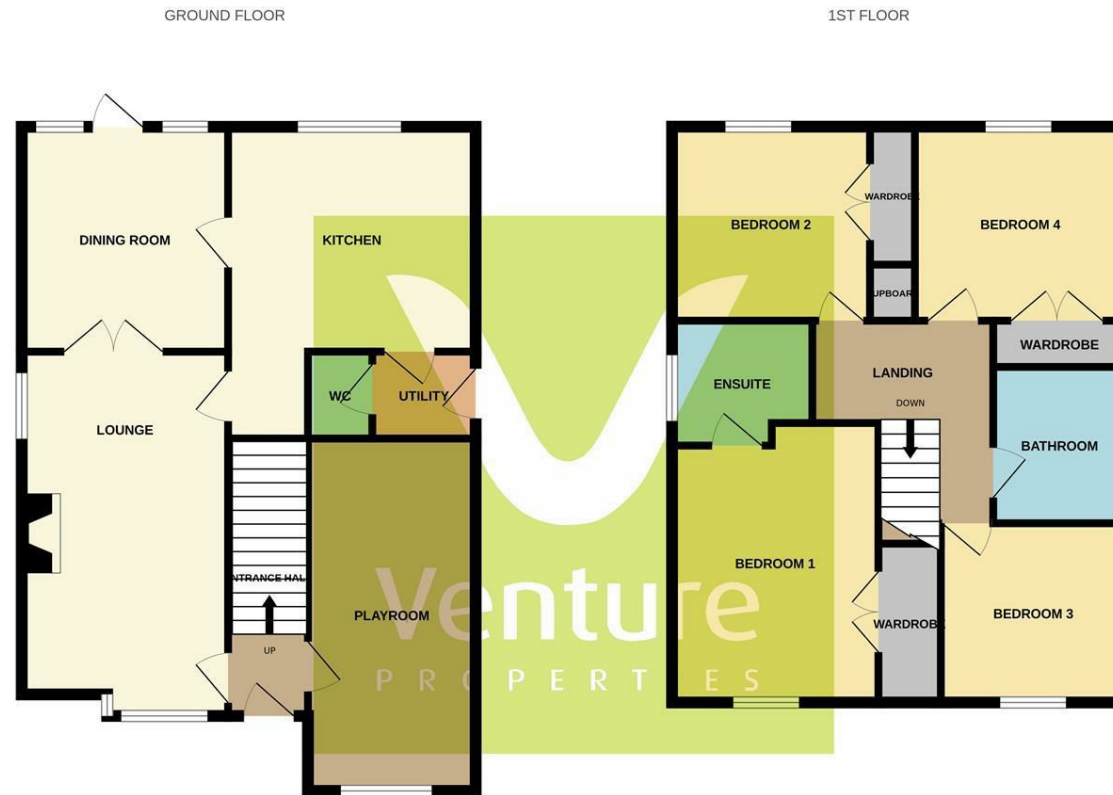 GROUND FLOOR
1ST FLOOR
DINING ROOM
KITCHEN
WC
UTILITY
LOUNGE
NTRANCE HAL
UP
PLAYROOM
BEDROOM 2
WARDROBE
UPBOAR
BEDROOM 4
WARDROBE
ENSUITE
LANDING
DOWN
BATHROOM
BEDROOM 1
WARDROBE
BEDROOM 3
Venture
PROPERTIES